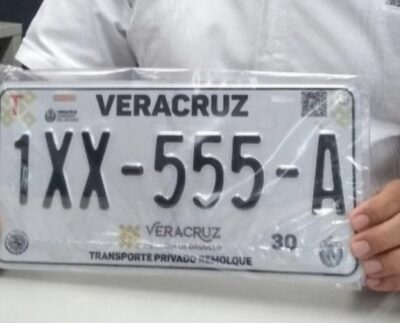 T VERACRUZ
1XX-555-A
VERACRUZ
30
TRANSPORTE PRIVADO REMOLQUE